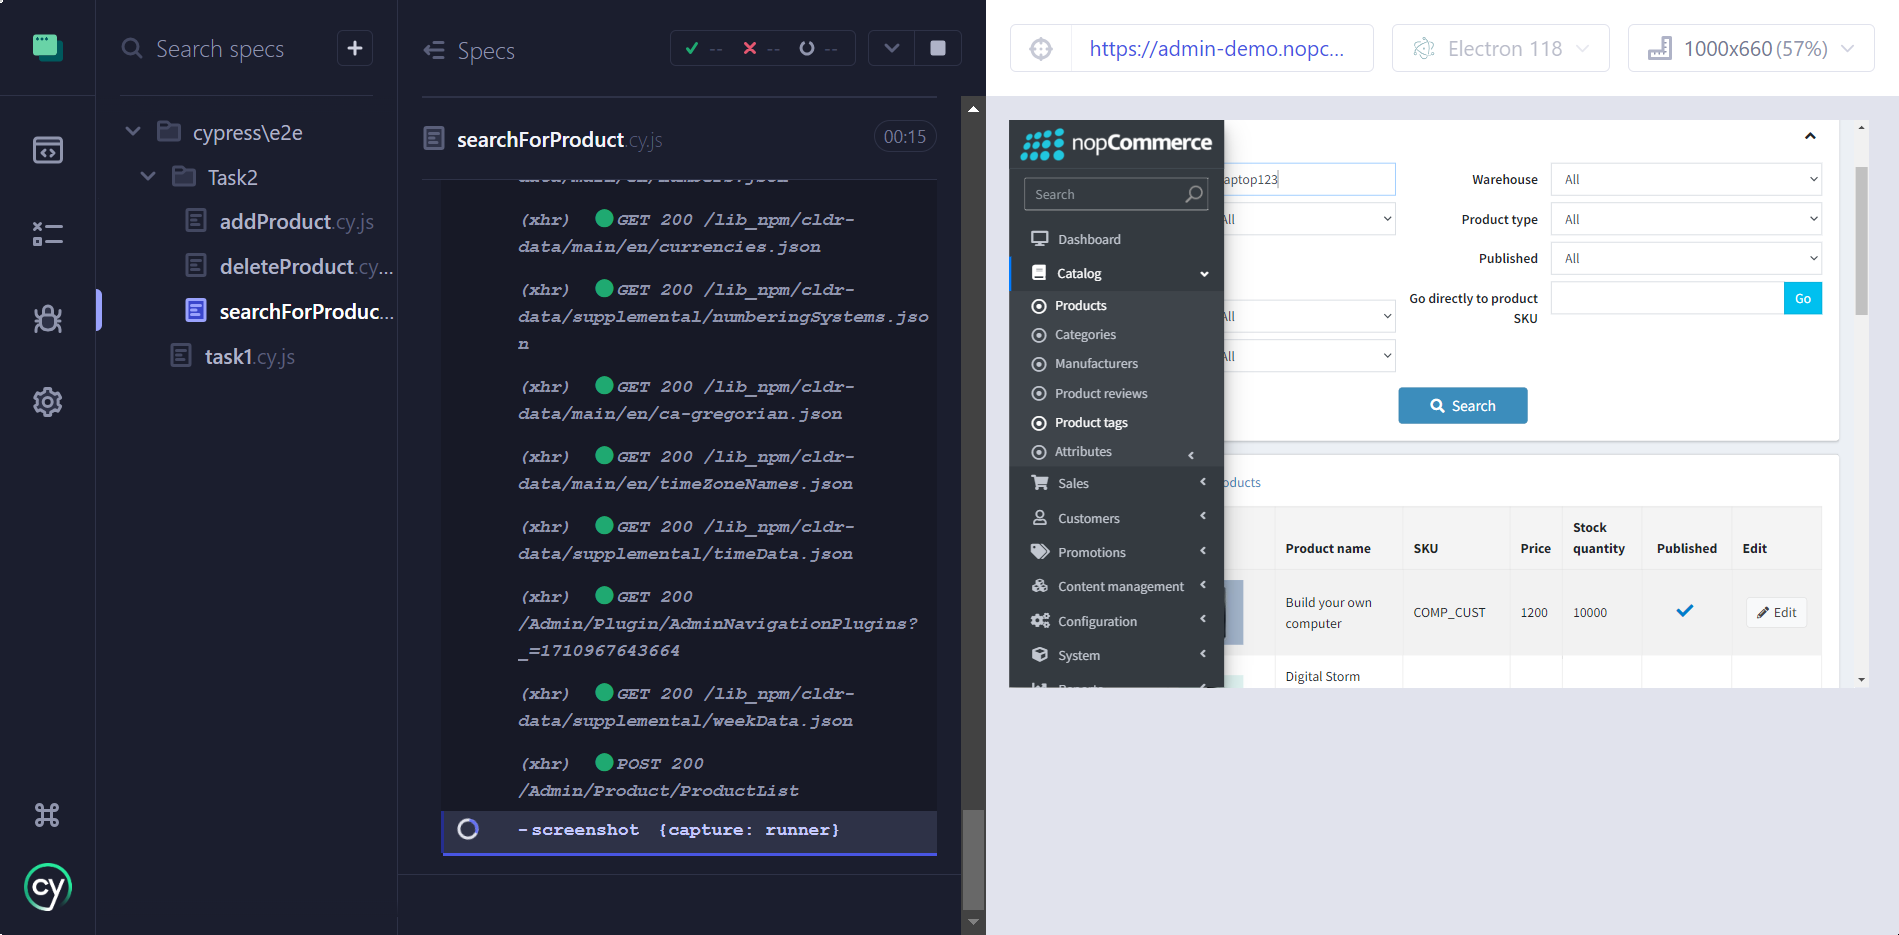 Search specs
cypress\e2e
Task2
addProduct.cy.js
deleteProduct.cy...
searchForProduc...
task1.cy.js
cy
Specs
-- -- --
searchForProduct.cy.js
00:15
(xhr) GET 200 /lib_npm/cldr-
data/main/en/currencies.json
(xhr) GET 200 /lib_npm/cldr-
data/supplemental/numberingSystems.jso
n
(xhr) GET 200 /lib_npm/cldr-
data/main/en/ca-gregorian.json
(xhr) GET 200 /lib_npm/cldr-
data/main/en/timeZoneNames.json
(xhr) GET 200 /lib_npm/cldr-
data/supplemental/timeData.json
(xhr) GET 200
/Admin/Plugin/AdminNavigationPlugins?
_=1710967643664
(xhr) GET 200 /lib_npm/cldr-
data/supplemental/weekData.json
(xhr) POST 200
/Admin/Product/ProductList
-screenshot {capture: runner}
https://admin-demo.nopc...
Electron 118
1000x660 (57%)
nopCommerce
Search
Dashboard
Catalog
Products
Categories
Manufacturers
Product reviews
Product tags
Attributes
Sales
Customers
Promotions
Content management
Configuration
System
aptop123
All
All
All
Warehouse
All
Product type
All
Published
All
Go directly to product
SKU
Go
Search
oducts
Product name
SKU
Price
Stock
quantity
Published
Edit
Build your own
computer
COMP_CUST
1200
10000
Edit
Digital Storm